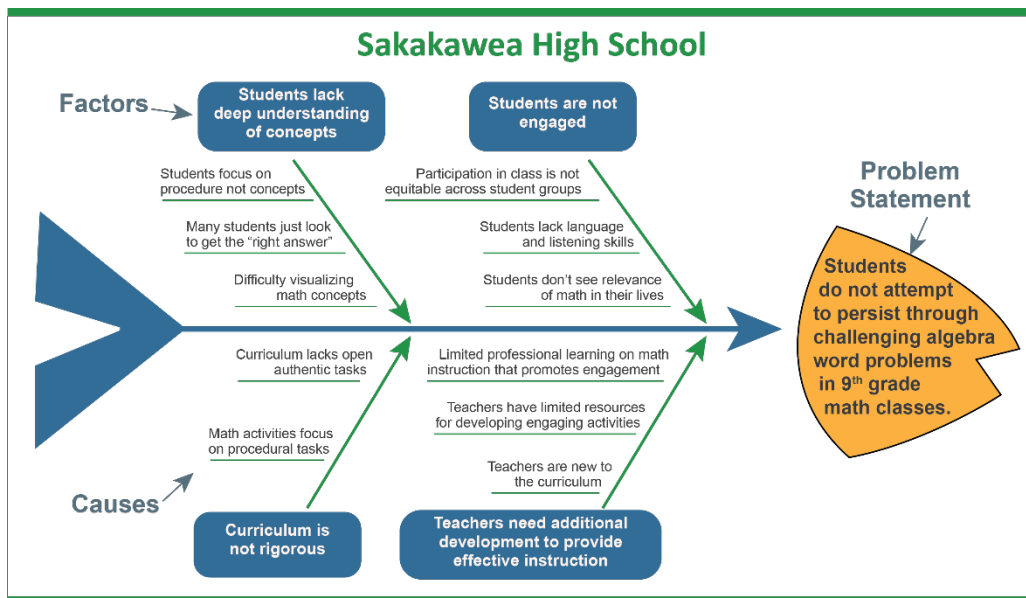 Sakakawea High School
Factors
Students lack
deep understanding
of concepts
Students are not
engaged
Students focus on
procedure not concepts
Many students just look
to get the “right answer”
Difficulty visualizing
math concepts
Participation in class is not
equitable across student groups
Students lack language
and listening skills
Students don’t see relevance
of math in their lives
Problem
Statement
Students
do not attempt
to persist through
challenging algebra
word problems
in 9th grade
math classes.
Curriculum lacks open
authentic tasks
Math activities focus
on procedural tasks
Limited professional learning on math
instruction that promotes engagement
Teachers have limited resources
for developing engaging activities
Teachers are new to
the curriculum
Causes
Curriculum is
not rigorous
Teachers need additional
development to provide
effective instruction